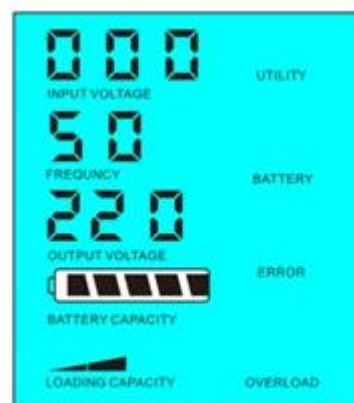 000
UTILITY
INPUT VOLTAGE
50
FREQUNCY
BATTERY
220
OUTPUT VOLTAGE
ERROR
BATTERY CAPACITY
LOADING CAPACITY
OVERLOAD